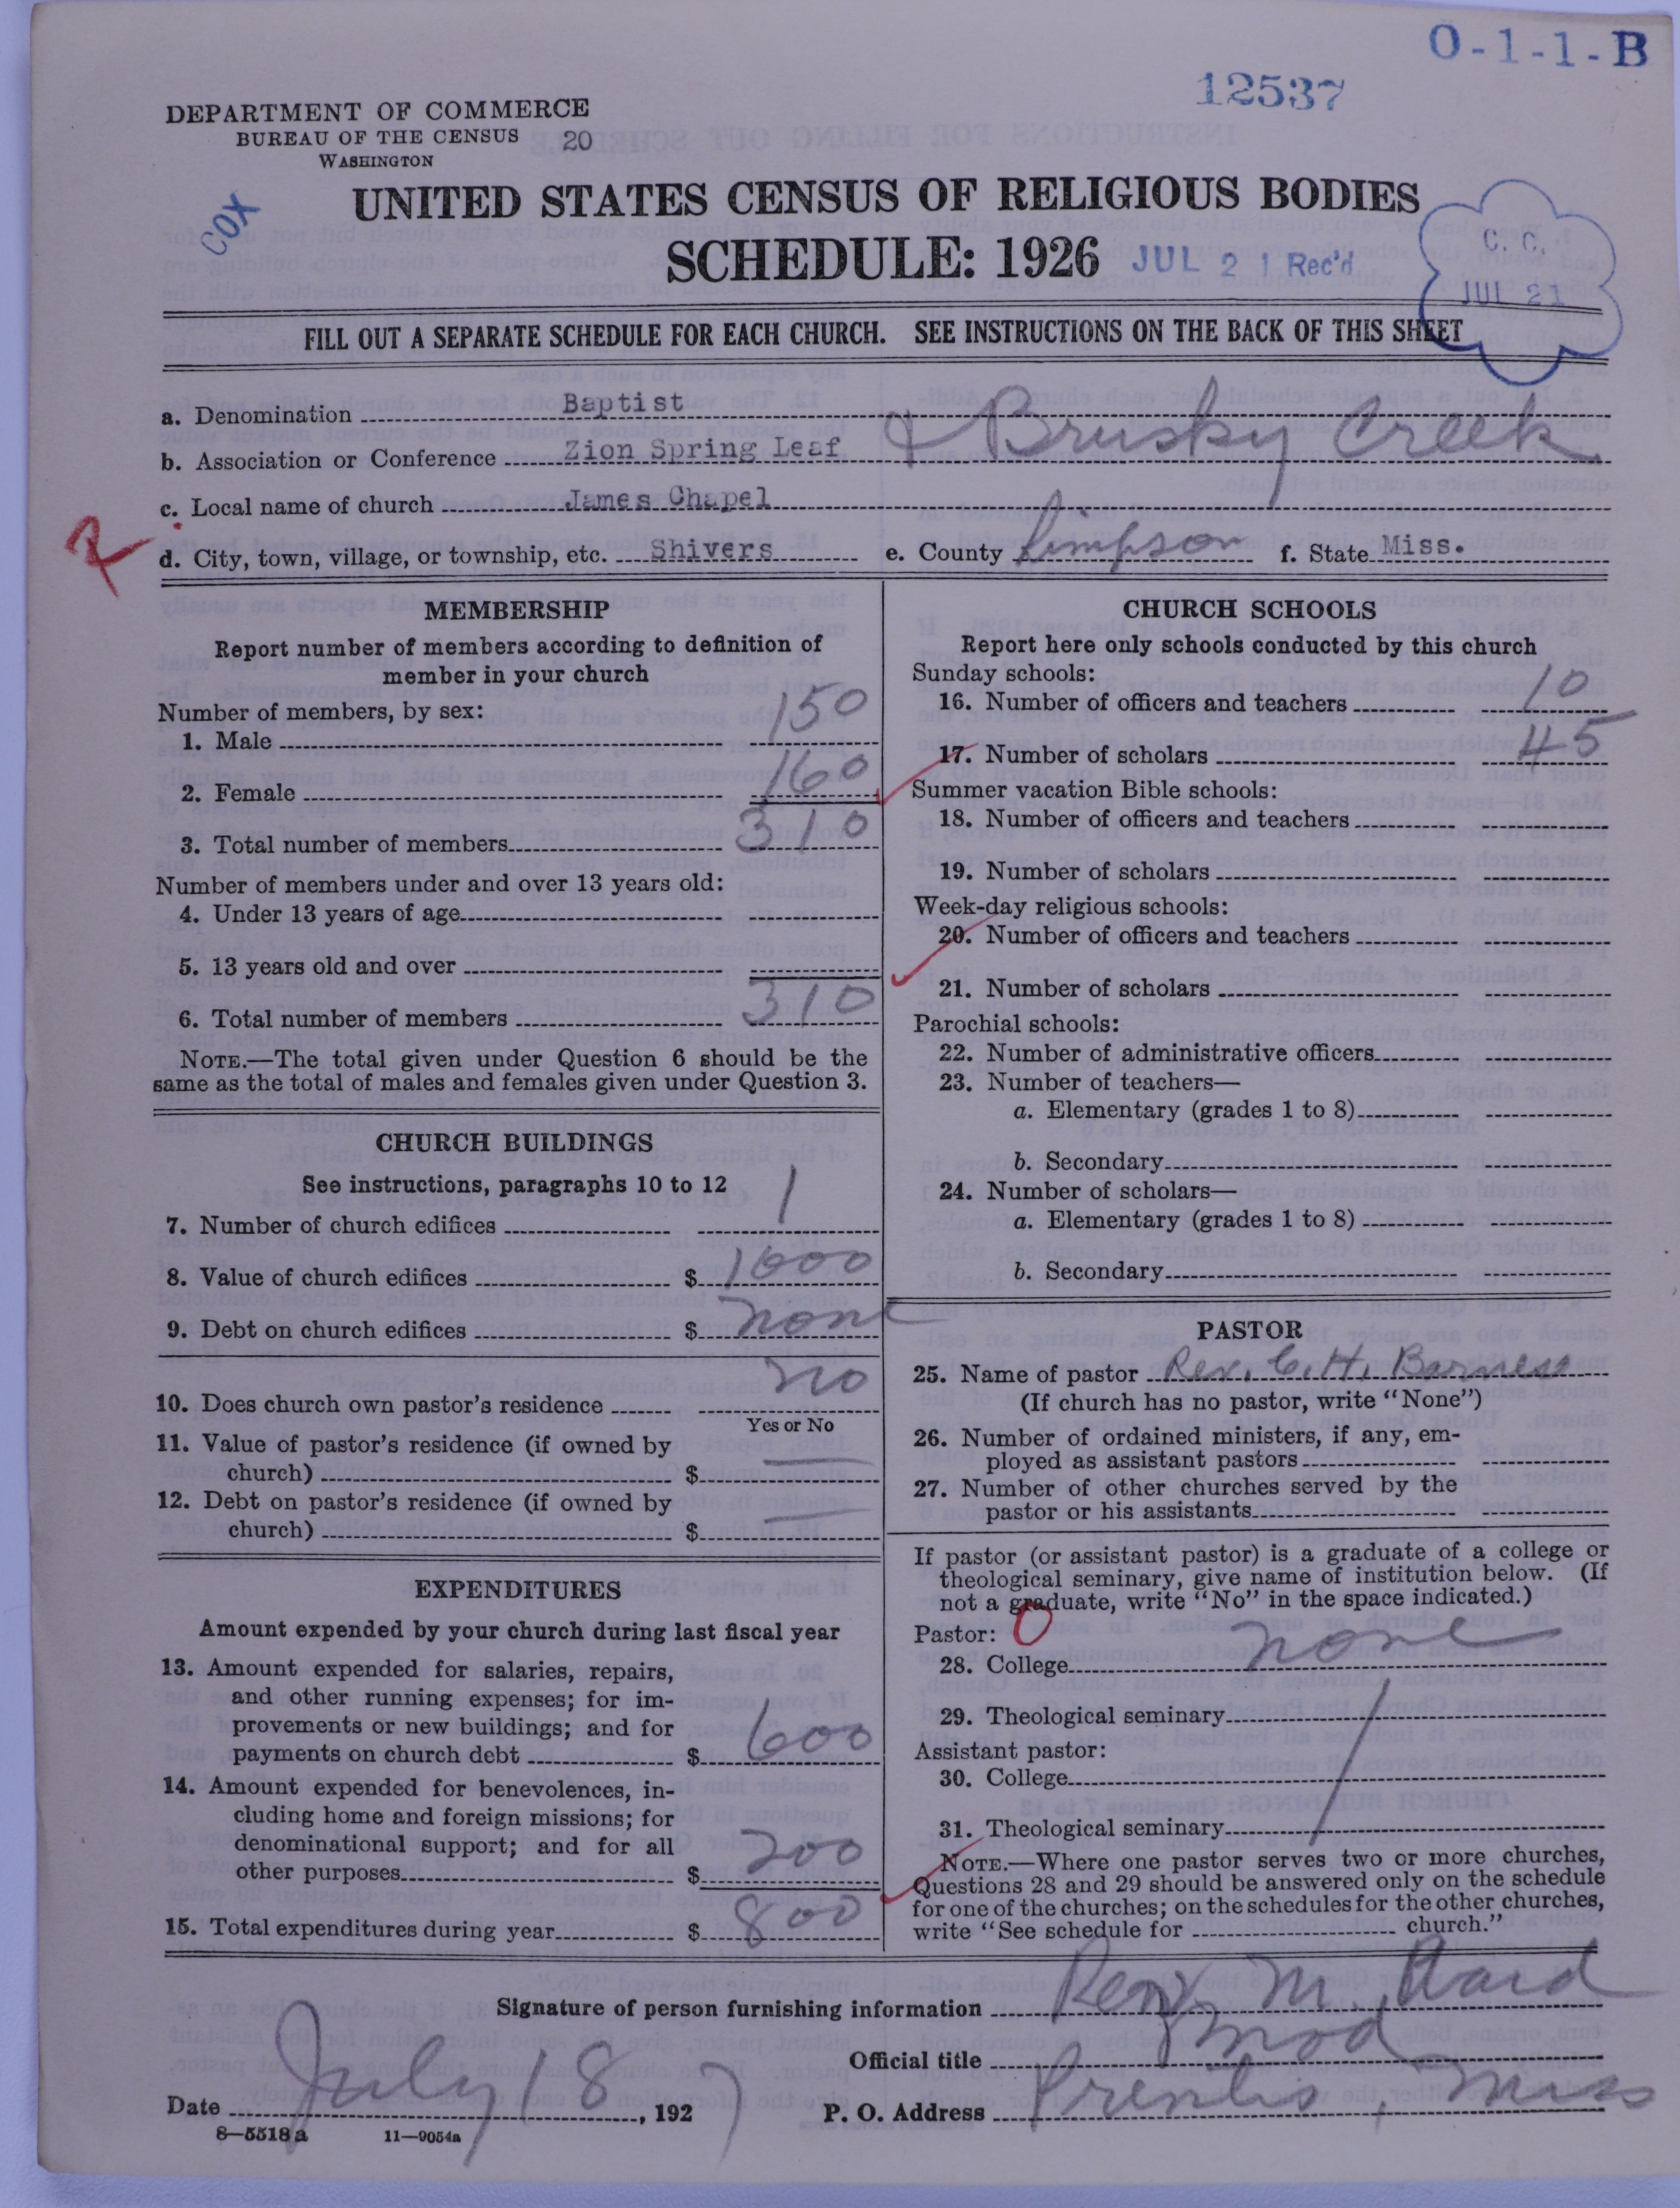 O-1-1-B
12537
DEPARTMENT OF COMMERCE
BUREAU OF THE CENSUS 20
WASHINGTON
COX
UNITED STATES CENSUS OF RELIGIOUS BODIES
SCHEDULE: 1926 JUL 21 Rec'd
C. C.
JUL 21
FILL OUT A SEPARATE SCHEDULE FOR EACH CHURCH. SEE INSTRUCTIONS ON THE BACK OF THIS SHEET
a. Denomination Baptist
b. Association or Conference Zion Spring Leaf & Brushy Creek
c. Local name of church James Chapel
d. City, town, village, or township, etc. Shivers e. County Simpson f. State Miss.
MEMBERSHIP
Report number of members according to definition of
member in your church
Number of members, by sex:
1. Male 150
2. Female 160
3. Total number of members 310
Number of members under and over 13 years old:
4. Under 13 years of age
5. 13 years old and over
6. Total number of members 310
NOTE.—The total given under Question 6 should be the
same as the total of males and females given under Question 3.
CHURCH BUILDINGS
See instructions, paragraphs 10 to 12
7. Number of church edifices 1
8. Value of church edifices $ 1600
9. Debt on church edifices $ none
10. Does church own pastor's residence no
Yes or No
11. Value of pastor's residence (if owned by
church) $ —
12. Debt on pastor's residence (if owned by
church) $ —
EXPENDITURES
Amount expended by your church during last fiscal year
13. Amount expended for salaries, repairs,
and other running expenses; for im-
provements or new buildings; and for
payments on church debt $ 600
14. Amount expended for benevolences, in-
cluding home and foreign missions; for
denominational support; and for all
other purposes $ 200
15. Total expenditures during year $ 800
CHURCH SCHOOLS
Report here only schools conducted by this church
Sunday schools:
16. Number of officers and teachers 10
17. Number of scholars 45
Summer vacation Bible schools:
18. Number of officers and teachers
19. Number of scholars
Week-day religious schools:
20. Number of officers and teachers
21. Number of scholars
Parochial schools:
22. Number of administrative officers
23. Number of teachers—
a. Elementary (grades 1 to 8)
b. Secondary
24. Number of scholars—
a. Elementary (grades 1 to 8)
b. Secondary
PASTOR
25. Name of pastor Rev. C. H. Barness
(If church has no pastor, write "None")
26. Number of ordained ministers, if any, em-
ployed as assistant pastors
27. Number of other churches served by the
pastor or his assistants
If pastor (or assistant pastor) is a graduate of a college or
theological seminary, give name of institution below. (If
not a graduate, write "No" in the space indicated.)
Pastor: 0
28. College none
29. Theological seminary
Assistant pastor:
30. College
31. Theological seminary
NOTE.—Where one pastor serves two or more churches,
Questions 28 and 29 should be answered only on the schedule
for one of the churches; on the schedules for the other churches,
write "See schedule for church."
Signature of person furnishing information M.
Official title mod
Date July 18, 1927 P. O. Address Prentis, Miss
8—5518a 11—9054a